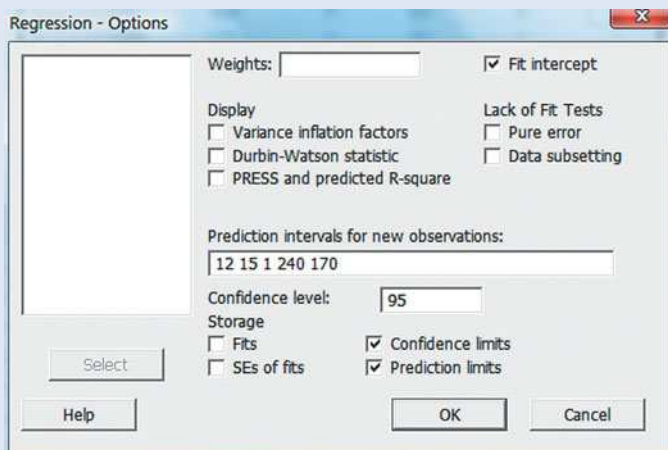 Regression - Options
Weights:
Fit intercept
Display
Lack of Fit Tests
Variance inflation factors
Pure error
Durbin-Watson statistic
Data subsetting
PRESS and predicted R-square
Prediction intervals for new observations:
12 15 1 240 170
Confidence level: 95
Storage
Fits
Confidence limits
Select
SEs of fits
Prediction limits
Help
OK
Cancel